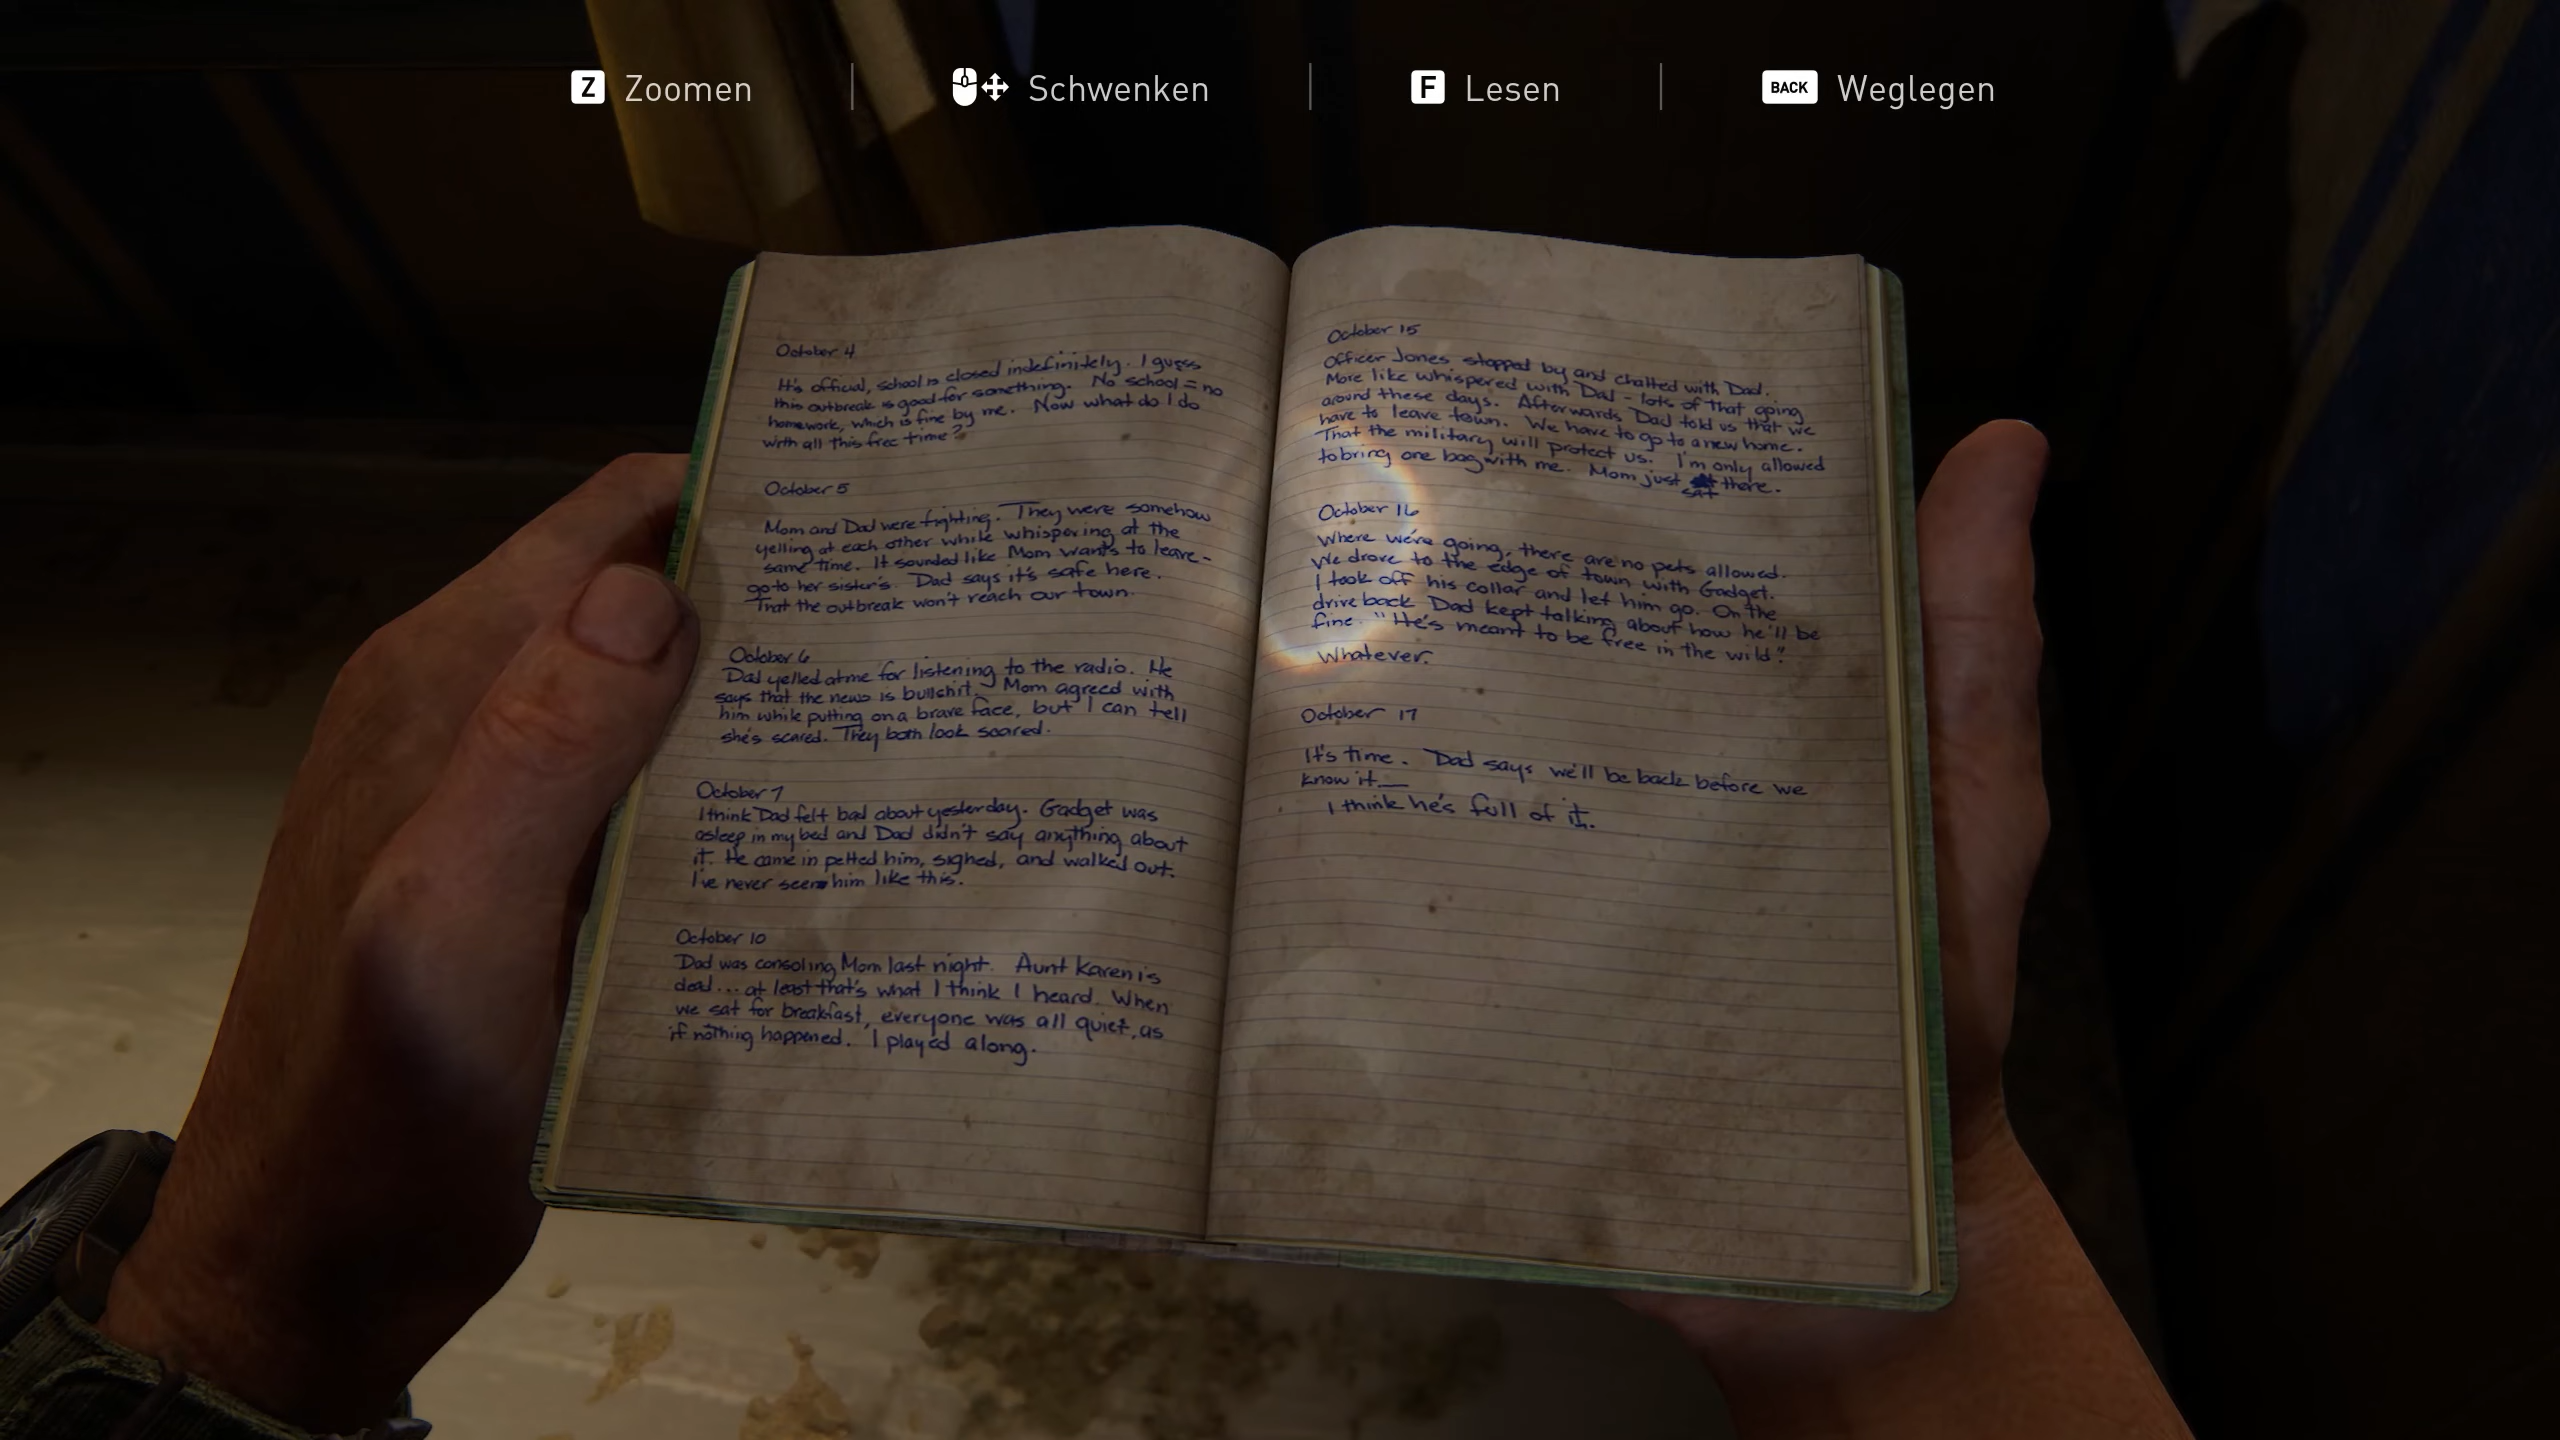 Z Zoomen
Schwenken
F Lesen
BACK Weglegen
October 4
It's official, school is closed indefinitely. I guess
this outbreak is good for something. No school = no
homework, which is fine by me. Now what do I do
with all this free time?
October 5
Mom and Dad were fighting. They were somehow
yelling at each other while whispering at the
same time. It sounded like Mom wants to leave -
go to her sister's. Dad says it's safe here.
That the outbreak won't reach our town.
October 6
Dad yelled at me for listening to the radio. He
says that the news is bullshit. Mom agreed with
him while putting on a brave face, but I can tell
she's scared. They both look scared.
October 7
I think Dad felt bad about yesterday. Gadget was
asleep in my bed and Dad didn't say anything about
it. He came in petted him, sighed, and walked out.
I've never seen him like this.
October 10
Dad was consoling Mom last night. Aunt Karen is
dead... at least that's what I think I heard. When
we sat for breakfast, everyone was all quiet, as
if nothing happened. I played along.
October 15
Officer Jones stopped by and chatted with Dad.
More like whispered with Dad - lots of that going
around these days. Afterwards Dad told us that we
have to leave town. We have to go to a new home.
That the military will protect us. I'm only allowed
to bring one bag with me. Mom just sat there.
October 16
Where we're going, there are no pets allowed.
We drove to the edge of town with Gadget.
I took off his collar and let him go. On the
drive back Dad kept talking about how he'll be
fine. "He's meant to be free in the wild."
Whatever.
October 17
It's time. Dad says we'll be back before we
know it__
I think he's full of it.